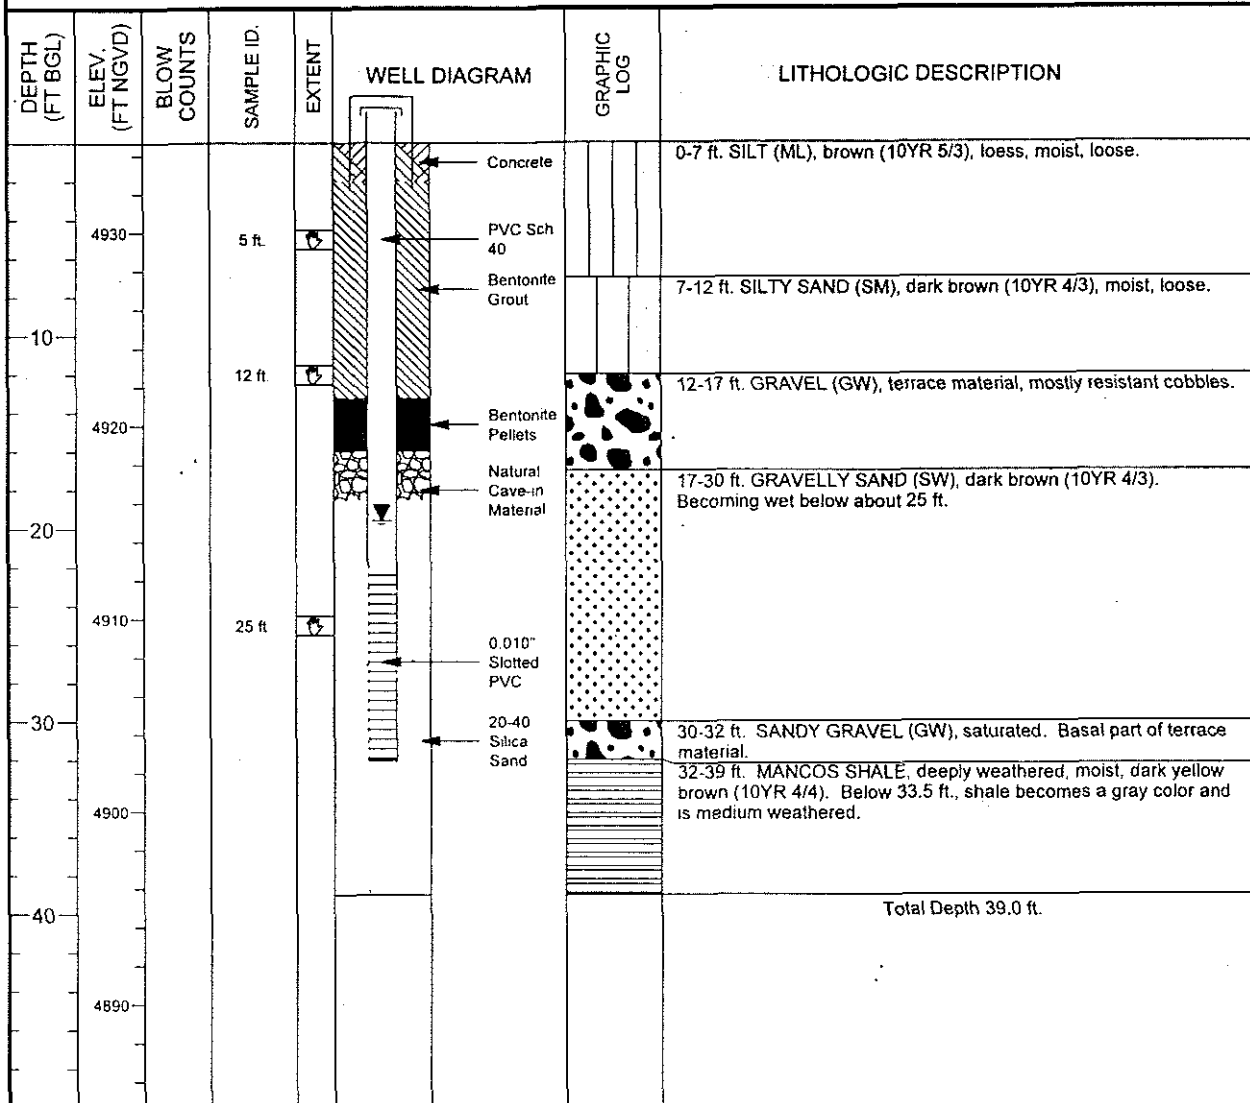 DEPTH
(FT BGL)
ELEV.
(FT NGVD)
BLOW
COUNTS
SAMPLE ID.
EXTENT
WELL DIAGRAM
GRAPHIC
LOG
LITHOLOGIC DESCRIPTION
Concrete
0-7 ft. SILT (ML), brown (10YR 5/3), loess, moist, loose.
4930
5 ft.
PVC Sch
40
Bentonite
Grout
7-12 ft. SILTY SAND (SM), dark brown (10YR 4/3), moist, loose.
10
12 ft.
12-17 ft. GRAVEL (GW), terrace material, mostly resistant cobbles.
4920
Bentonite
Pellets
Natural
Cave-in
Material
17-30 ft. GRAVELLY SAND (SW), dark brown (10YR 4/3).
Becoming wet below about 25 ft.
20
4910
25 ft
0.010"
Slotted
PVC
30
20-40
Silica
Sand
30-32 ft. SANDY GRAVEL (GW), saturated. Basal part of terrace
material.
32-39 ft. MANCOS SHALE, deeply weathered, moist, dark yellow
brown (10YR 4/4). Below 33.5 ft., shale becomes a gray color and
is medium weathered.
4900
40
Total Depth 39.0 ft.
4890